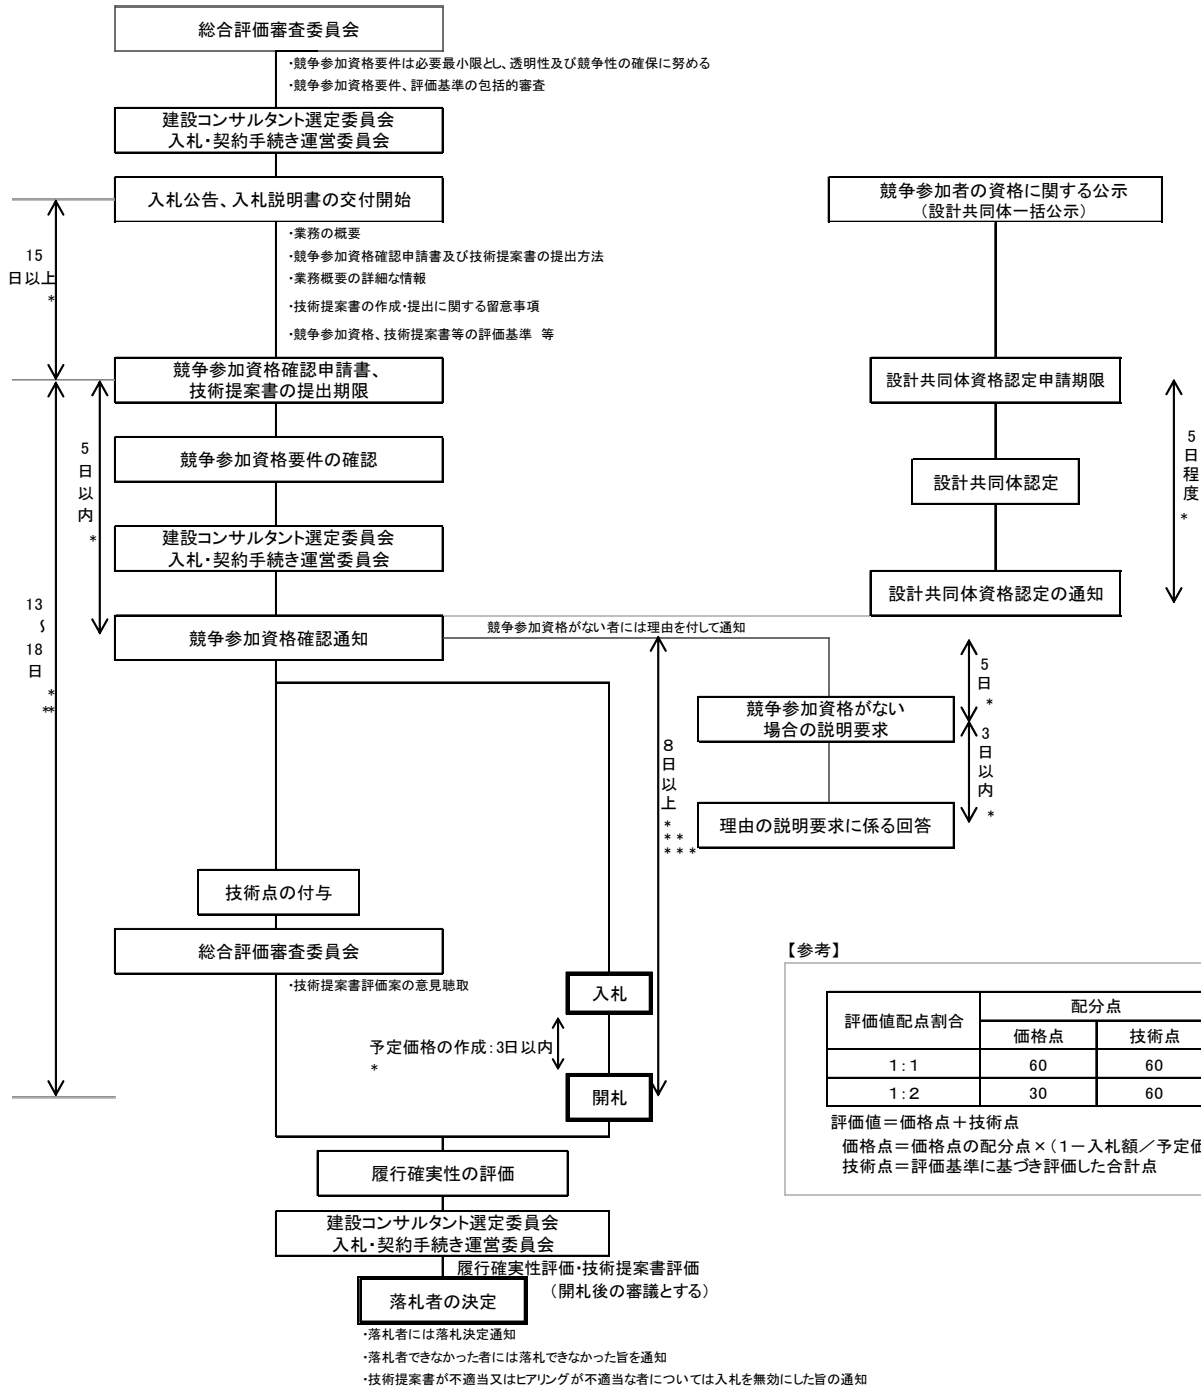 総合評価審査委員会
・競争参加資格要件は必要最小限とし、透明性及び競争性の確保に努める
・競争参加資格要件、評価基準の包括的審査
建設コンサルタント選定委員会
入札・契約手続き運営委員会
入札公告、入札説明書の交付開始
競争参加者の資格に関する公示
(設計共同体一括公示)
・業務の概要
・競争参加資格確認申請書及び技術提案書の提出方法
・業務概要の詳細な情報
・技術提案書の作成・提出に関する留意事項
・競争参加資格、技術提案書等の評価基準 等
15
日以上
*
競争参加資格確認申請書、
技術提案書の提出期限
設計共同体資格認定申請期限
5日以内
*
競争参加資格要件の確認
設計共同体認定
5日程度
*
建設コンサルタント選定委員会
入札・契約手続き運営委員会
設計共同体資格認定の通知
13
〜
18
日
*
**
競争参加資格確認通知
競争参加資格がない者には理由を付して通知
5日
*
競争参加資格がない
場合の説明要求
3日以内
*
8日以上
*
**
***
理由の説明要求に係る回答
技術点の付与
総合評価審査委員会
・技術提案書評価案の意見聴取
入札
予定価格の作成:3日以内
*
開札
【参考】
評価値配点割合 配分点
価格点 技術点
1:1 60 60
1:2 30 60
評価値=価格点+技術点
価格点=価格点の配分点×(1-入札額/予定価
技術点=評価基準に基づき評価した合計点
履行確実性の評価
建設コンサルタント選定委員会
入札・契約手続き運営委員会
履行確実性評価・技術提案書評価
(開札後の審議とする)
落札者の決定
・落札者には落札決定通知
・落札者できなかった者には落札できなかった旨を通知
・技術提案書が不適当又はヒアリングが不適当な者については入札を無効にした旨の通知